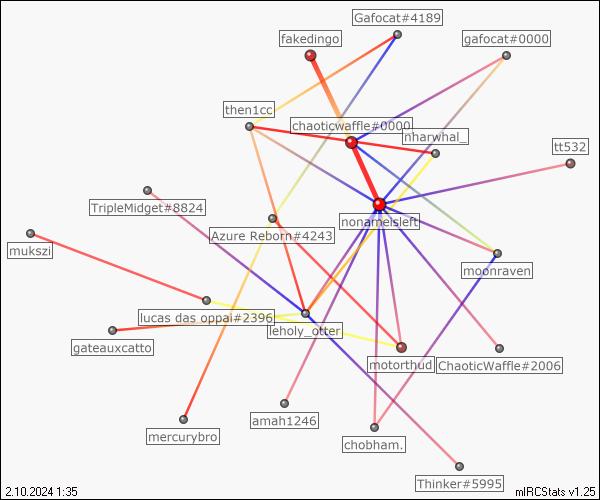 Gafocat#4189
fakedingo
gafocat#0000
then1cc
chaoticwaffle#0000
nharwhal_
tt532
TripleMidget#8824
nonameisleft
Azure Reborn#4243
mukszi
moonraven
lucas das oppai#2396
leholy_otter
gateauxcatto
motorthud
ChaoticWaffle#2006
amah1246
mercurybro
chobham.
Thinker#5995
2.10.2024 1:35
mIRCStats v1.25